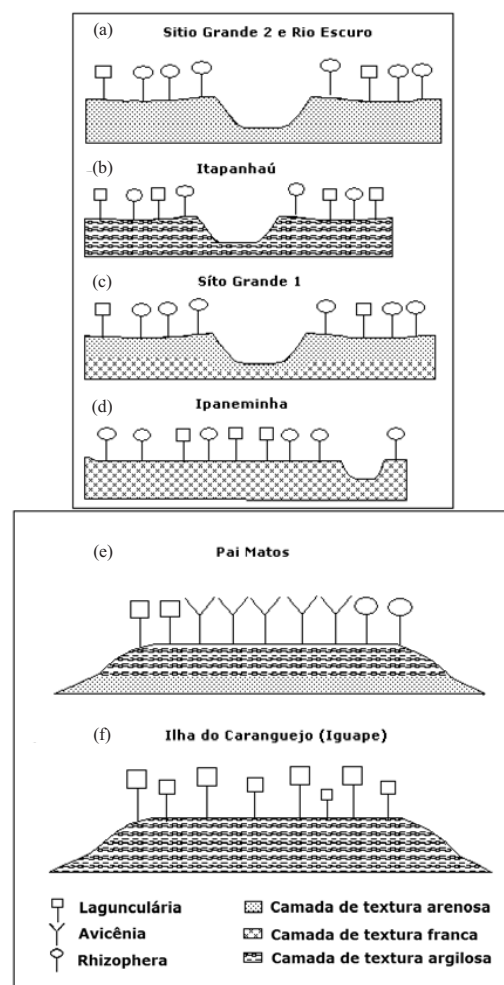 (a)
Sitio Grande 2 e Rio Escuro
(b)
Itapanhaú
(c)
Síto Grande 1
(d)
Ipaneminha
(e)
Pai Matos
(f)
Ilha do Caranguejo (Iguape)
Lagunculária
Camada de textura arenosa
Avicênia
Camada de textura franca
Rhizophera
Camada de textura argilosa